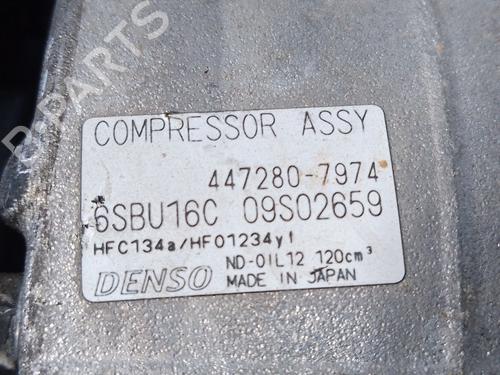 COMPRESSOR ASSY
447280-7974
6SBU16C 09S02659
HFC134a/HFO1234yf
DENSO
ND-OIL12 120cm³
MADE IN JAPAN
B-PARTS